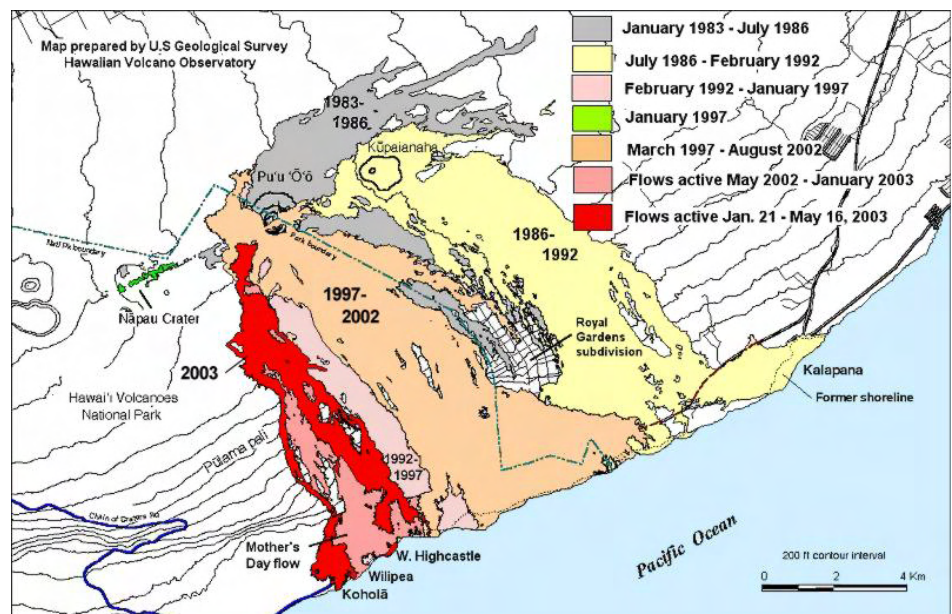 Map prepared by U.S Geological Survey
Hawaiian Volcano Observatory
January 1983 - July 1986
July 1986 - February 1992
February 1992 - January 1997
January 1997
March 1997 - August 2002
Flows active May 2002 - January 2003
Flows active Jan. 21 - May 16, 2003
1983-
1986
Kūpaianaha
Pu‘u ‘Ō‘ō
Nat'l Pk boundary
Park boundary
1986-
1992
Nāpau Crater
1997-
2002
Royal
Gardens
subdivision
2003
Hawai‘i Volcanoes
National Park
Kalapana
Former shoreline
Pūlama pali
1992-
1997
Chain of Craters Rd
Mother's
Day flow
W. Highcastle
Wilipea
Koholā
Pacific Ocean
200 ft contour interval
0 2 4 Km